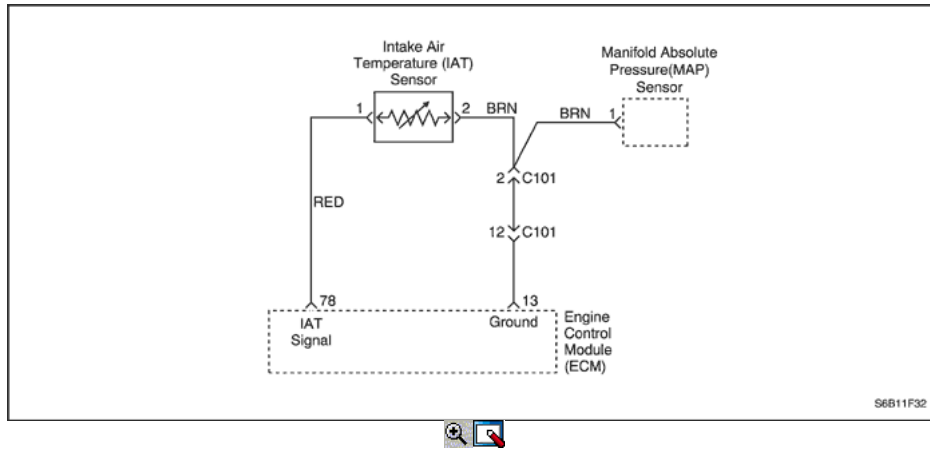 Intake Air
Temperature (IAT)
Sensor
Manifold Absolute
Pressure(MAP)
Sensor
1
2
BRN
BRN
1
2
C101
RED
12
C101
78
13
IAT
Signal
Ground
Engine
Control
Module
(ECM)
S6B11F32